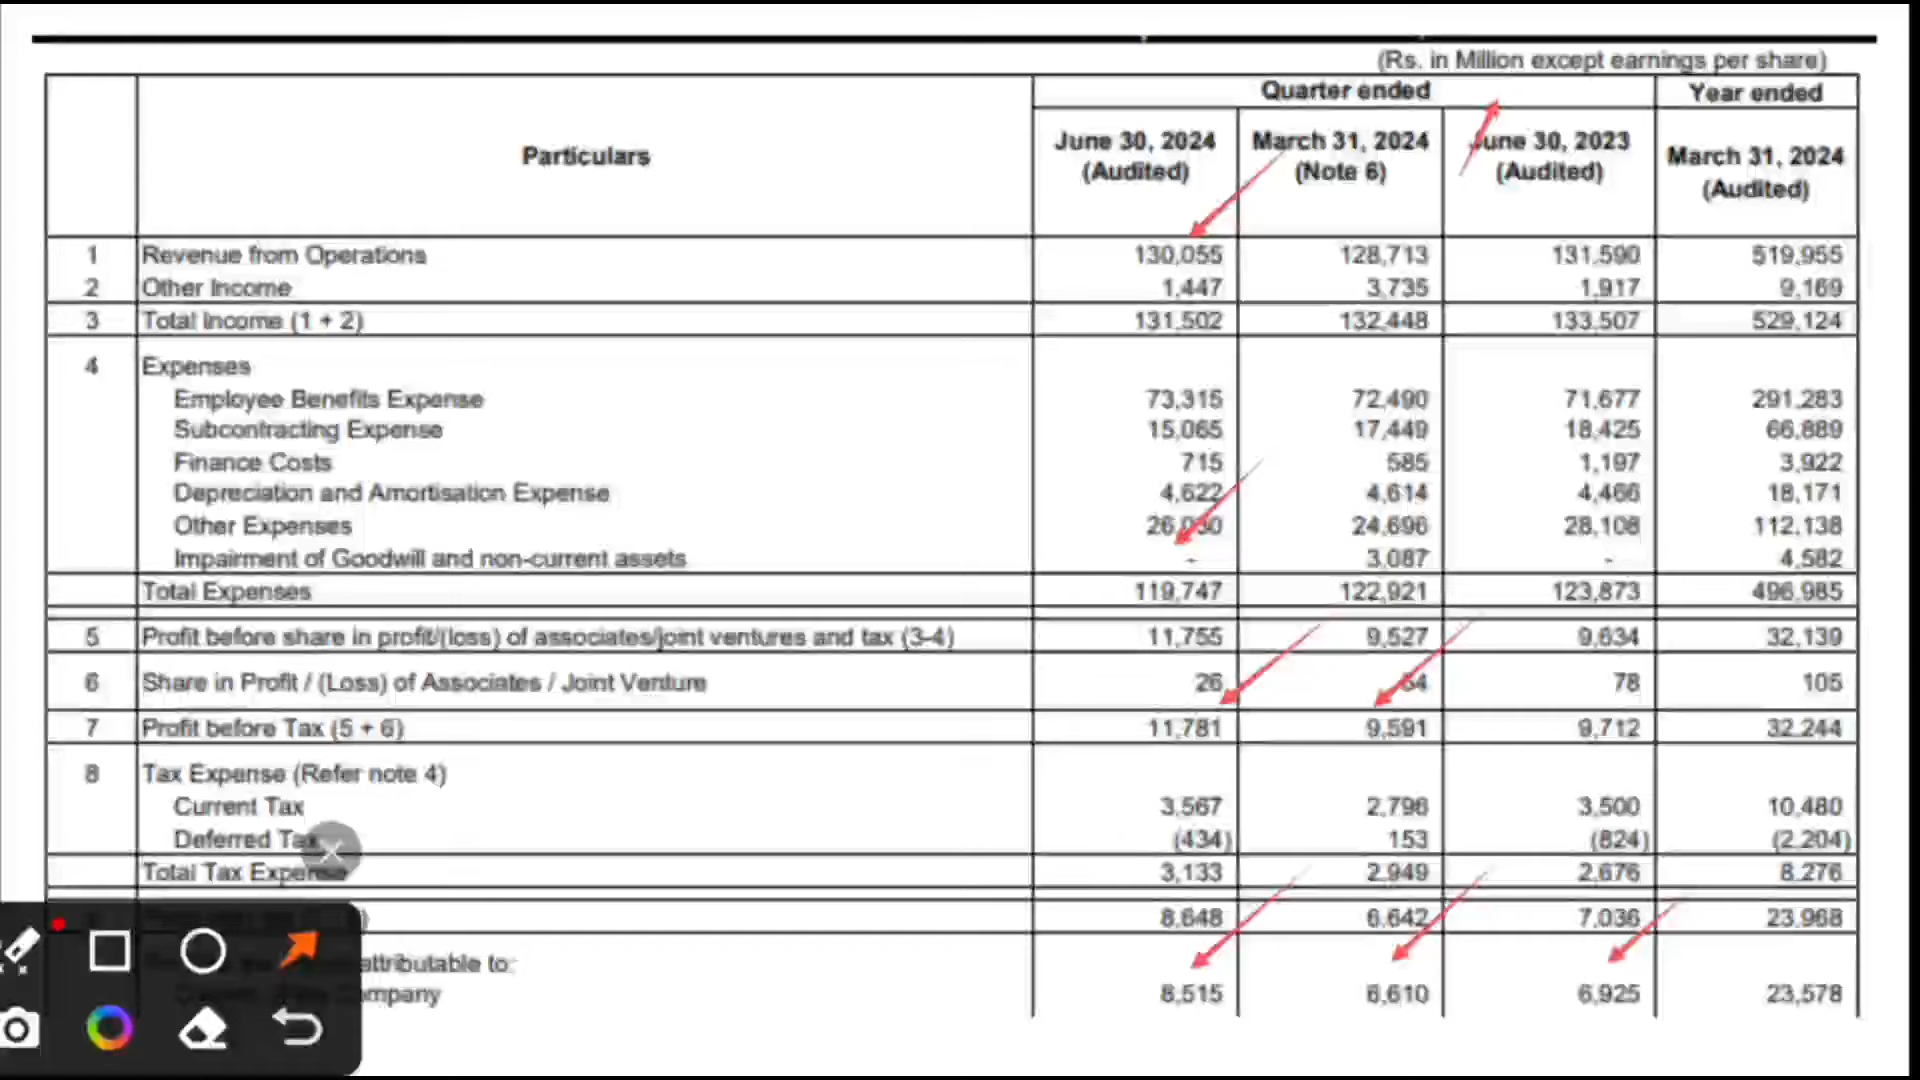 (Rs. in Million except earnings per share)
Particulars Quarter ended Year ended
June 30, 2024 (Audited) March 31, 2024 (Note 6) June 30, 2023 (Audited) March 31, 2024 (Audited)
1 Revenue from Operations 130,055 128,713 131,590 519,955
2 Other Income 1,447 3,735 1,917 9,169
3 Total Income (1 + 2) 131,502 132,448 133,507 529,124
4 Expenses
Employee Benefits Expense 73,315 72,490 71,677 291,283
Subcontracting Expense 15,065 17,449 18,425 66,889
Finance Costs 715 585 1,197 3,922
Depreciation and Amortisation Expense 4,622 4,614 4,466 18,171
Other Expenses 26,030 24,696 28,108 112,138
Impairment of Goodwill and non-current assets - 3,087 - 4,582
Total Expenses 119,747 122,921 123,873 496,985
5 Profit before share in profit/(loss) of associates/joint ventures and tax (3-4) 11,755 9,527 9,634 32,139
6 Share in Profit / (Loss) of Associates / Joint Venture 26 64 78 105
7 Profit before Tax (5 + 6) 11,781 9,591 9,712 32,244
8 Tax Expense (Refer note 4)
Current Tax 3,567 2,796 3,500 10,480
Deferred Tax (434) 153 (824) (2,204)
Total Tax Expense 3,133 2,949 2,676 8,276
8,648 6,642 7,036 23,968
attributable to:
Company 8,515 6,610 6,925 23,578